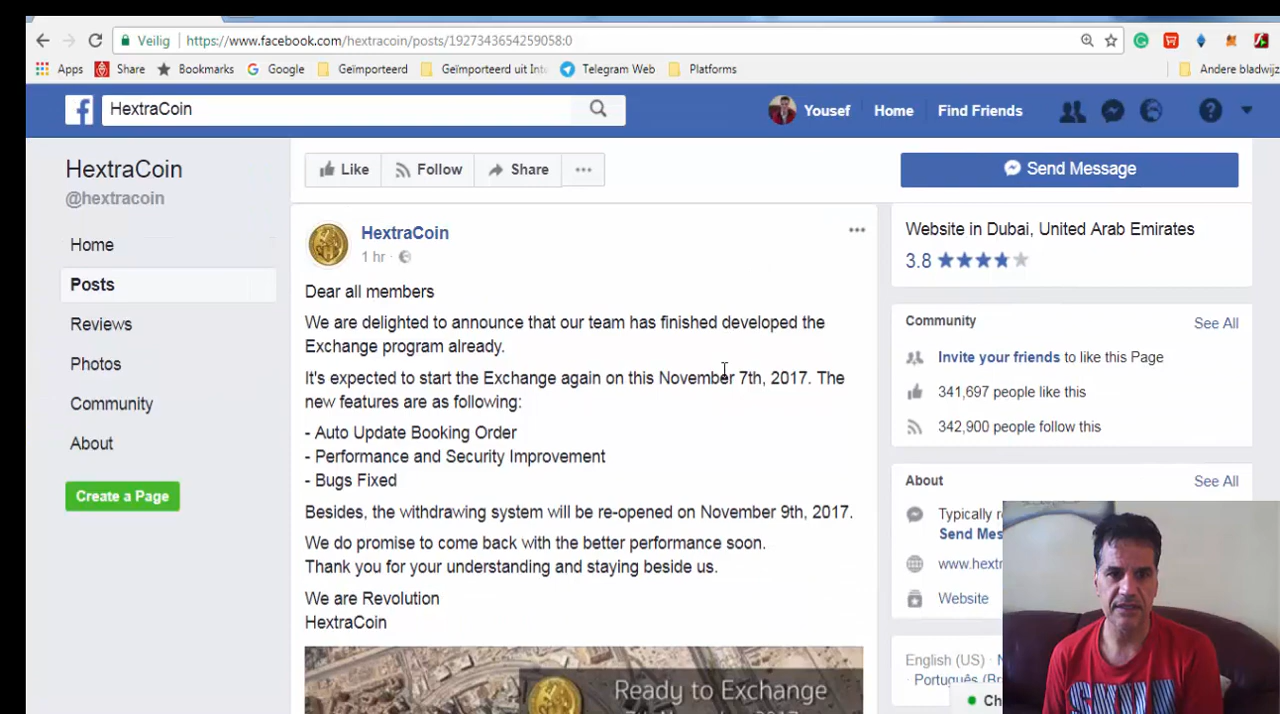 Veilig
https://www.facebook.com/hextracoin/posts/1927343654259058:0
Apps
Share
Bookmarks
Google
Geïmporteerd
Geïmporteerd uit
Telegram Web
Platforms
Andere
HextraCoin
Yousef
Home
Find Friends
HextraCoin
@hextracoin
Home
Posts
Reviews
Photos
Community
About
Create a Page
Like
Follow
Share
Send Message
HextraCoin
1 hr
Dear all members
We are delighted to announce that our team has finished developed the
Exchange program already.
It's expected to start the Exchange again on this November 7th, 2017. The
new features are as following:
- Auto Update Booking Order
- Performance and Security Improvement
- Bugs Fixed
Besides, the withdrawing system will be re-opened on November 9th, 2017.
We do promise to come back with the better performance soon.
Thank you for your understanding and staying beside us.
We are Revolution
HextraCoin
Ready to Exchange
Website in Dubai, United Arab Emirates
3.8
Community
See All
Invite your friends to like this Page
341,697 people like this
342,900 people follow this
About
See All
Typically
Send
Website
English (US)